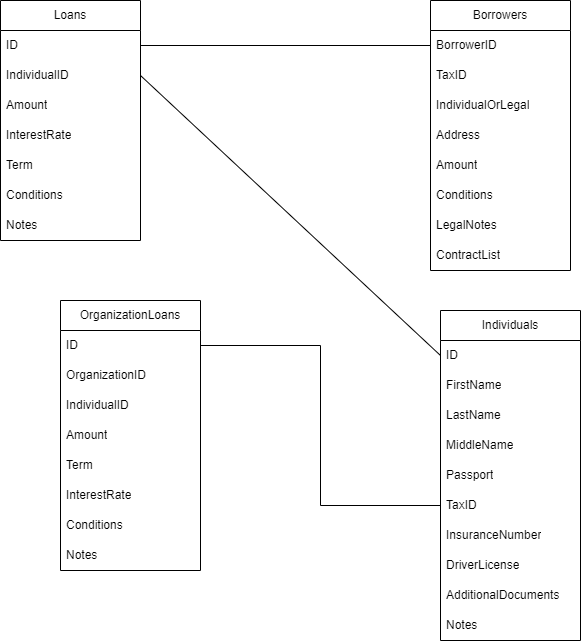 Loans
ID
IndividualID
Amount
InterestRate
Term
Conditions
Notes
Borrowers
BorrowerID
TaxID
IndividualOrLegal
Address
Amount
Conditions
LegalNotes
ContractList
OrganizationLoans
ID
OrganizationID
IndividualID
Amount
Term
InterestRate
Conditions
Notes
Individuals
ID
FirstName
LastName
MiddleName
Passport
TaxID
InsuranceNumber
DriverLicense
AdditionalDocuments
Notes